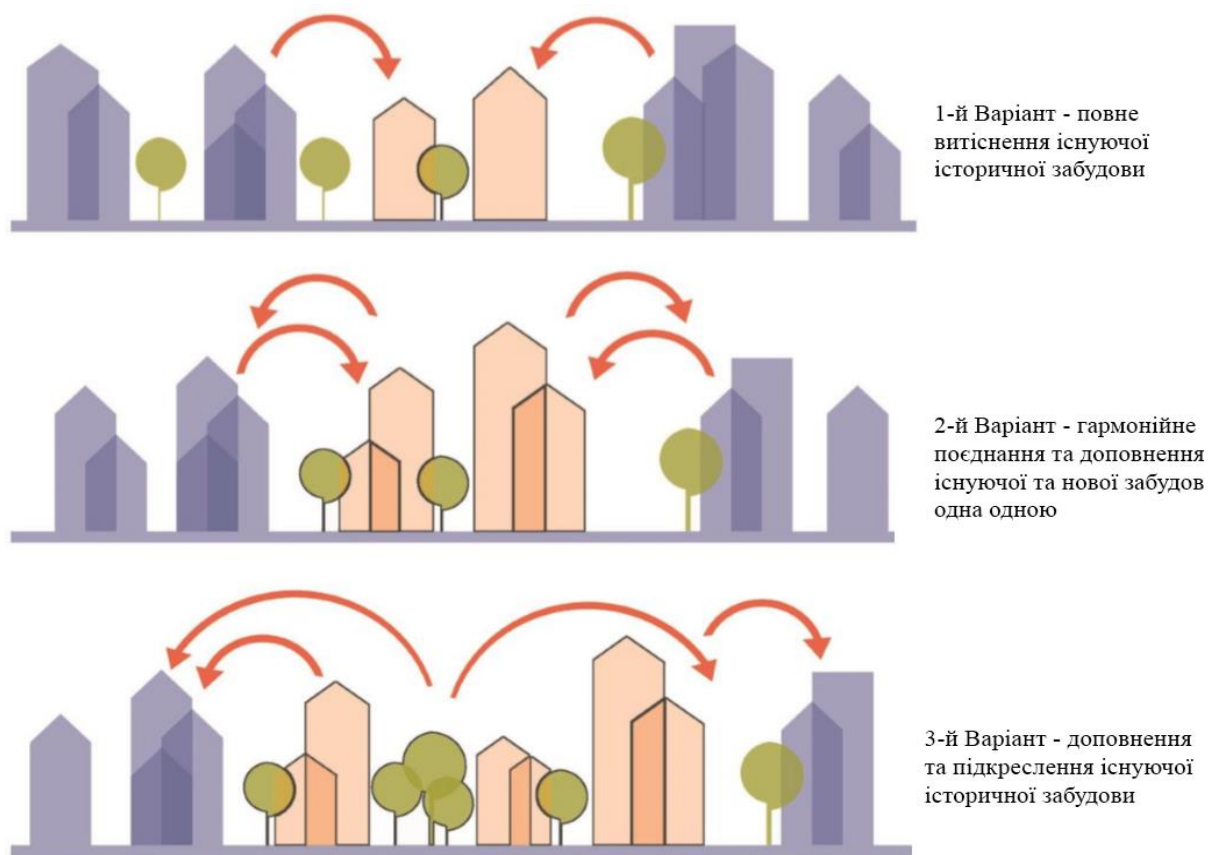 1-й Варіант - повне
витіснення існуючої
історичної забудови
2-й Варіант - гармонійне
поєднання та доповнення
існуючої та нової забудов
одна одною
3-й Варіант - доповнення
та підкреслення існуючої
історичної забудови